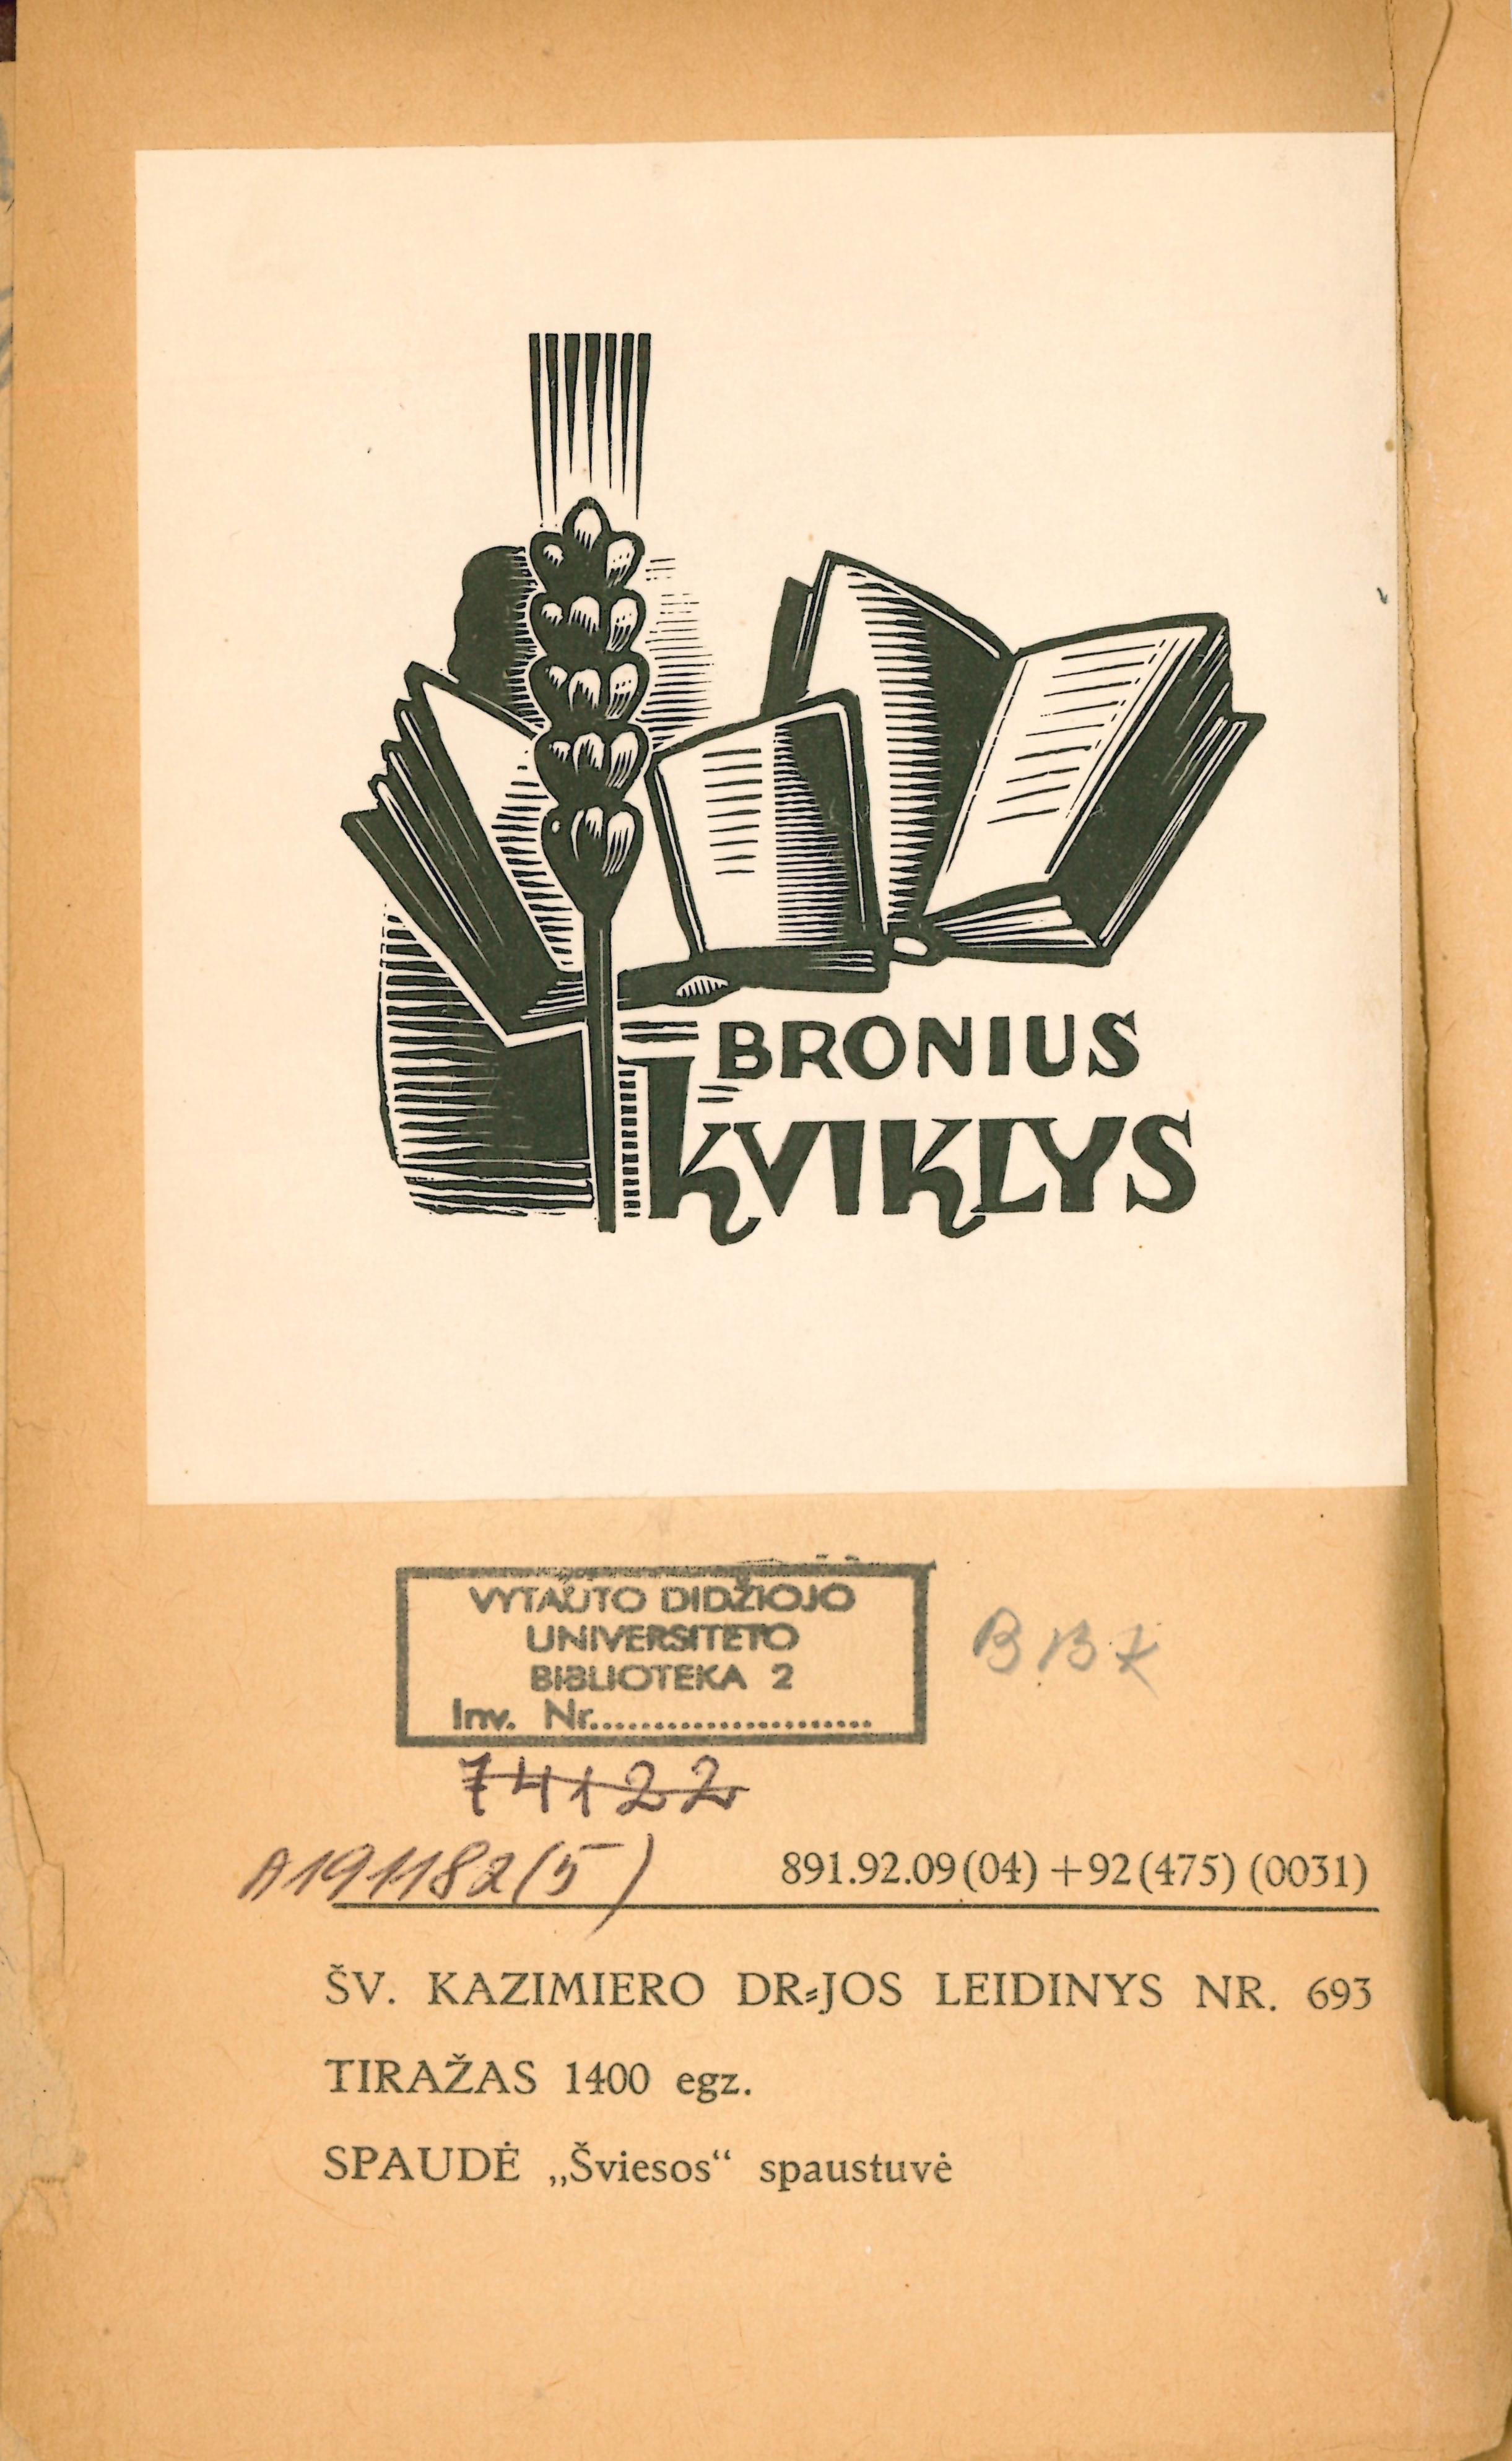 BRONIUS
KVIKLYS
VYTAUTO DIDŽIOJO
UNIVERSITETO
BIBLIOTEKA 2
Inv. Nr.......................
74122
A191182(5)
891.92.09(04)+92(475)(0031)
ŠV. KAZIMIERO DR-JOS LEIDINYS NR. 693
TIRAŽAS 1400 egz.
SPAUDĖ „Šviesos“ spaustuvė